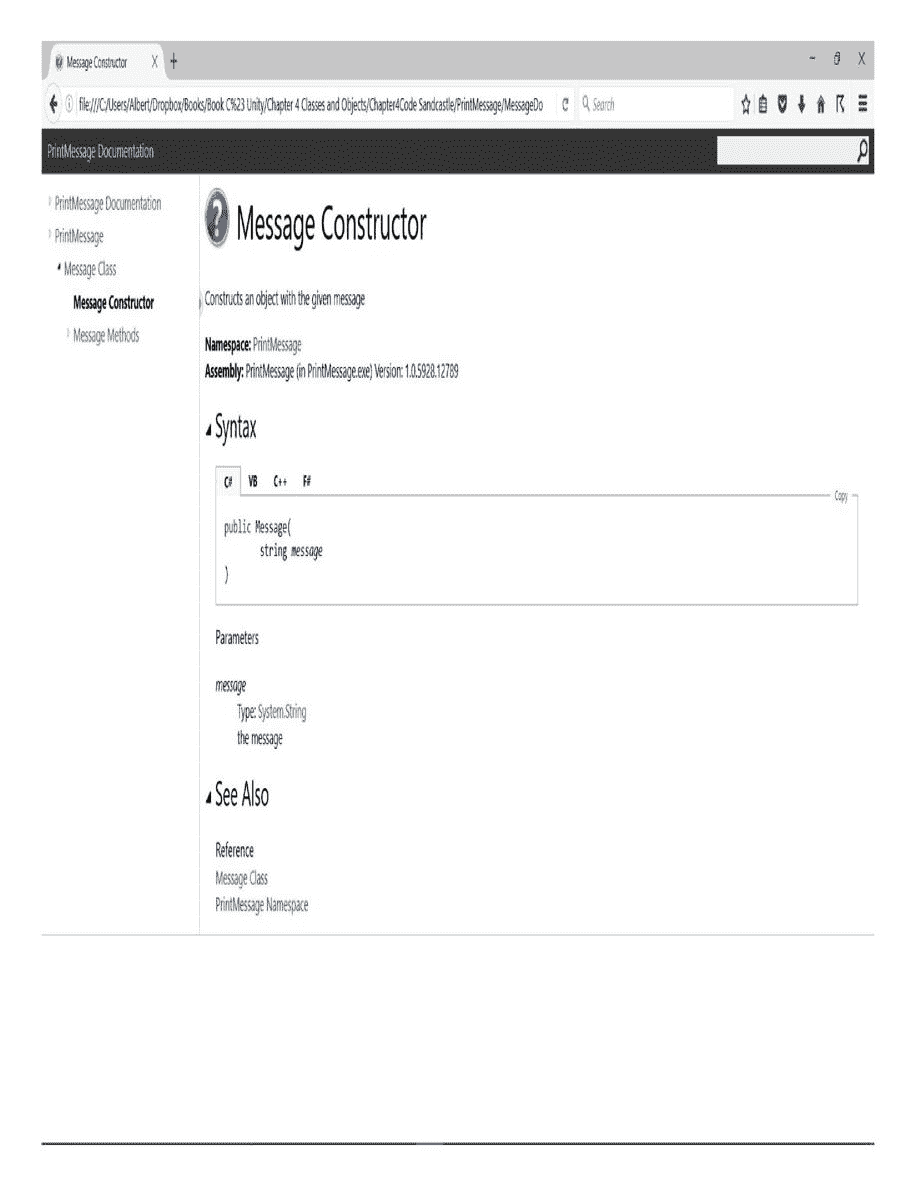 Message Constructor X +
file:///C:/Users/Albert/Dropbox/Books/Book C%23 Unity/Chapter 4 Classes and Objects/Chapter4Code Sandcastle/PrintMessage/MessageDo
Search
PrintMessage Documentation
PrintMessage Documentation
PrintMessage
Message Class
Message Constructor
Message Methods
Message Constructor
Constructs an object with the given message
Namespace: PrintMessage
Assembly: PrintMessage (in PrintMessage.exe) Version: 1.0.5928.12789
Syntax
C# VB C++ F#
Copy
public Message(
string message
)
Parameters
message
Type: System.String
the message
See Also
Reference
Message Class
PrintMessage Namespace